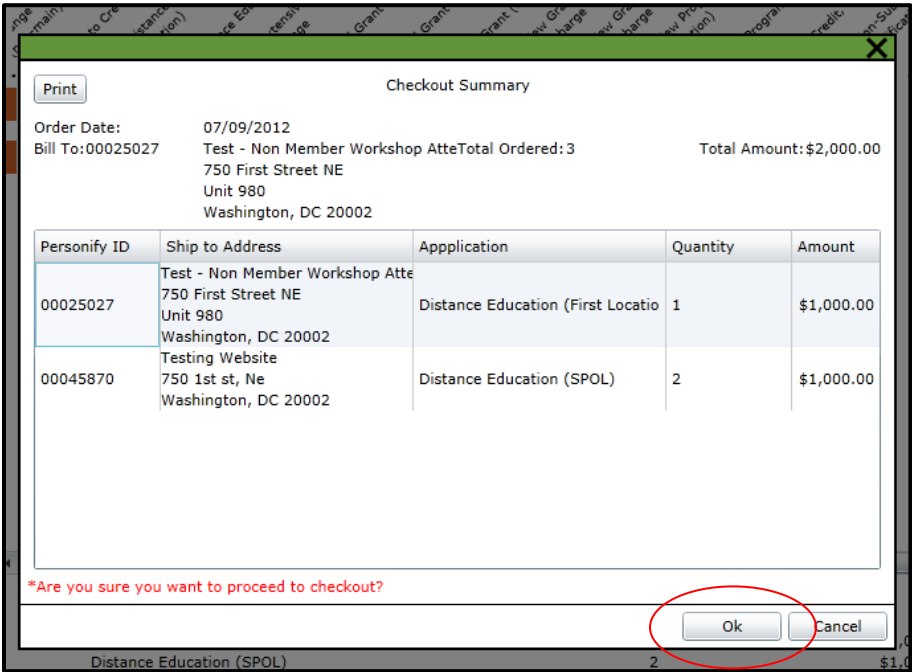 Print
Checkout Summary
Order Date: 07/09/2012
Bill To:00025027 Test - Non Member Workshop AtteTotal Ordered:3 Total Amount:$2,000.00
750 First Street NE
Unit 980
Washington, DC 20002
Personify ID Ship to Address Appplication Quantity Amount
Test - Non Member Workshop Atte
750 First Street NE
00025027 Distance Education (First Locatio 1 $1,000.00
Unit 980
Washington, DC 20002
Testing Website
00045870 750 1st st, Ne Distance Education (SPOL) 2 $1,000.00
Washington, DC 20002
*Are you sure you want to proceed to checkout?
Ok Cancel
Distance Education (SPOL) 2 $1,0